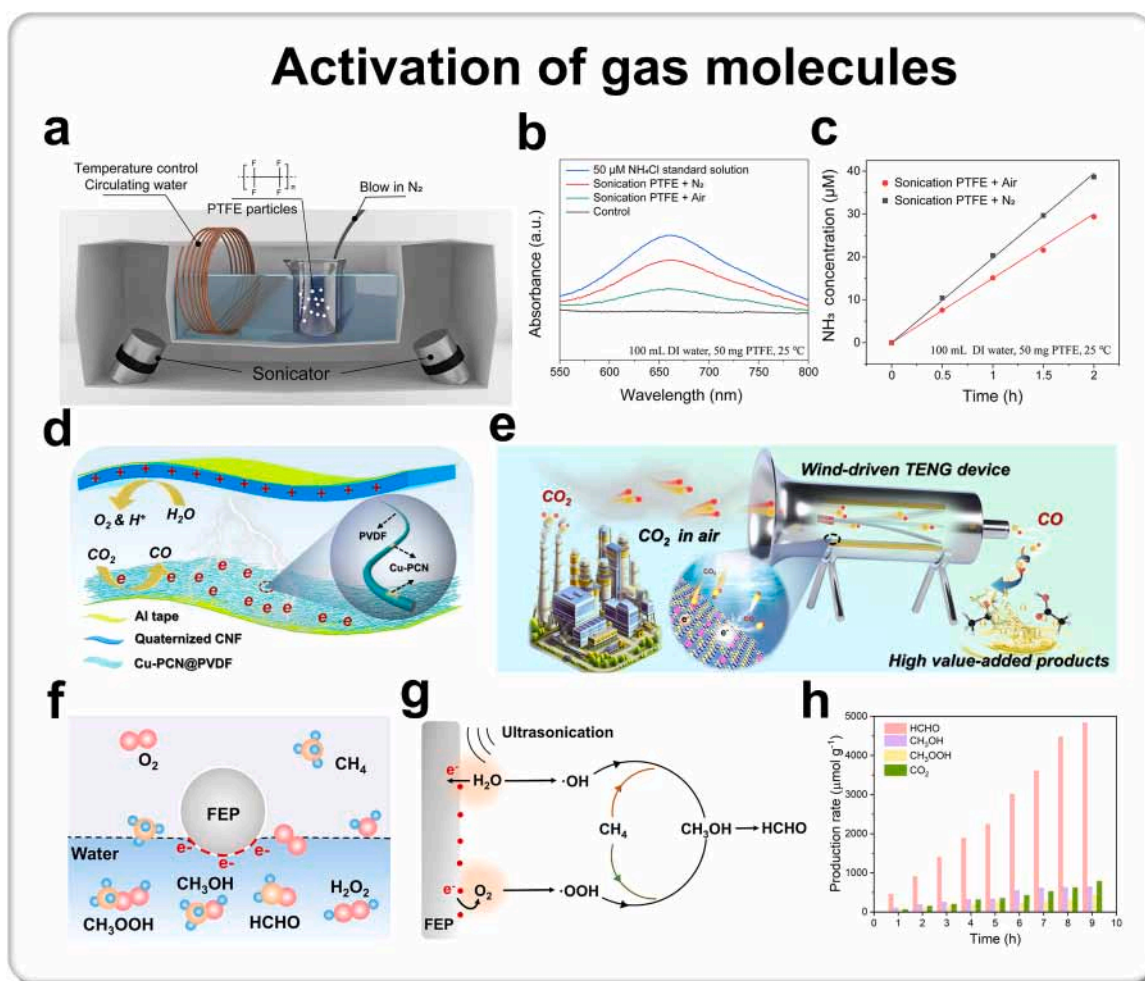 Activation of gas molecules
a
Temperature control
Circulating water
F F
n
F F
PTFE particles
Blow in N₂
Sonicator
b
50 µM NH₄Cl standard solution
Sonication PTFE + N₂
Sonication PTFE + Air
Control
Absorbance (a.u.)
100 mL DI water, 50 mg PTFE, 25 ℃
550 600 650 700 750 800
Wavelength (nm)
c
40
30
20
10
0
NH₃ concentration (µM)
Sonication PTFE + Air
Sonication PTFE + N₂
100 mL DI water, 50 mg PTFE, 25 ℃
0 0.5 1 1.5 2
Time (h)
d
+ + + + + + + + + +
O₂ & H⁺ H₂O
CO₂ CO
e e e e e e e e e
PVDF
Cu-PCN
Al tape
Quaternized CNF
Cu-PCN@PVDF
e
CO₂
CO₂ in air
Wind-driven TENG device
CO
CO₂
CO
e⁻ e⁻
High value-added products
f
O₂
CH₄
FEP
Water
e- e- e-
CH₃OOH
CH₃OH
HCHO
H₂O₂
g
Ultrasonication
e⁻
H₂O
·OH
CH₄
CH₃OH
HCHO
e⁻
O₂
·OOH
FEP
h
5000
4000
3000
2000
1000
0
Production rate (µmol g⁻¹)
HCHO
CH₃OH
CH₃OOH
CO₂
0 1 2 3 4 5 6 7 8 9 10
Time (h)